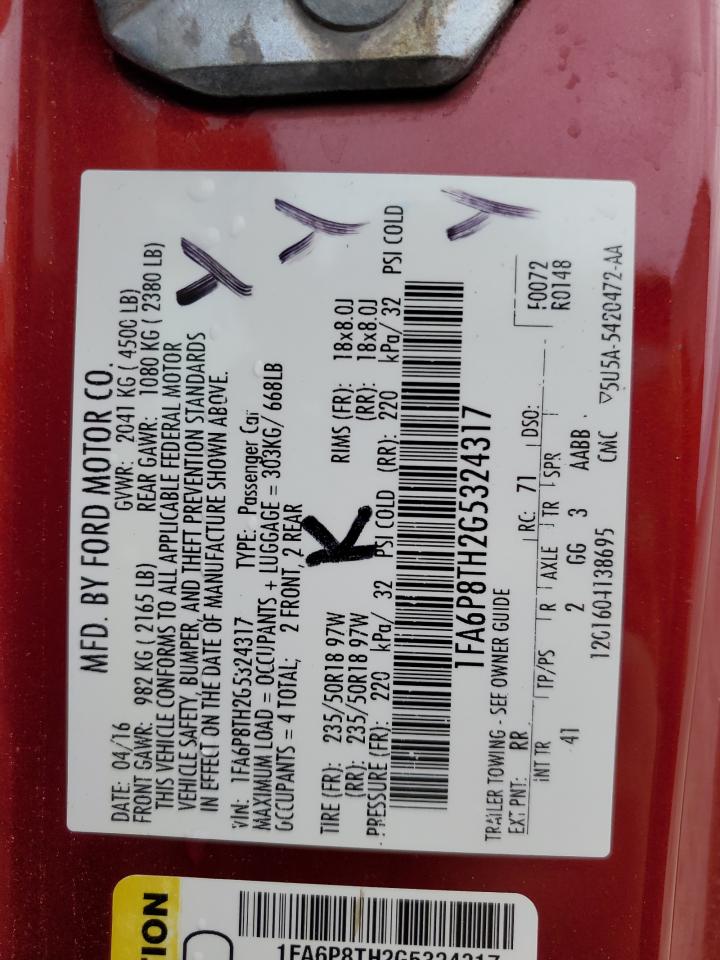 MFD. BY FORD MOTOR CO.
DATE: 04/16 GVWR: 2041 KG ( 4500 LB)
FRONT GAWR: 982 KG ( 2165 LB) REAR GAWR: 1080 KG ( 2380 LB)
THIS VEHICLE CONFORMS TO ALL APPLICABLE FEDERAL MOTOR
VEHICLE SAFETY, BUMPER, AND THEFT PREVENTION STANDARDS
IN EFFECT ON THE DATE OF MANUFACTURE SHOWN ABOVE.
VIN: 1FA6P8TH2G5324317 TYPE: Passenger Car
MAXIMUM LOAD = OCCUPANTS + LUGGAGE = 303KG/ 668LB
OCCUPANTS = 4 TOTAL; 2 FRONT, 2 REAR
K
TIRE (FR): 235/50R18 97W RIMS (FR): 18x8.0J
(RR): 235/50R18 97W (RR): 18x8.0J
PRESSURE (FR): 220 kPa/ 32 PSI COLD (RR): 220 kPa/ 32 PSI COLD
1FA6P8TH2G5324317
TRAILER TOWING - SEE OWNER GUIDE
EXT PNT: RR RC: 71 DSO:
F0072
R0148
INT TR TP/PS R AXLE TR SPR
41 2 GG 3 AABB
12G1604138695 CMC ▽5U5A-5420472-AA
TION
1FA6P8TH2G5324317